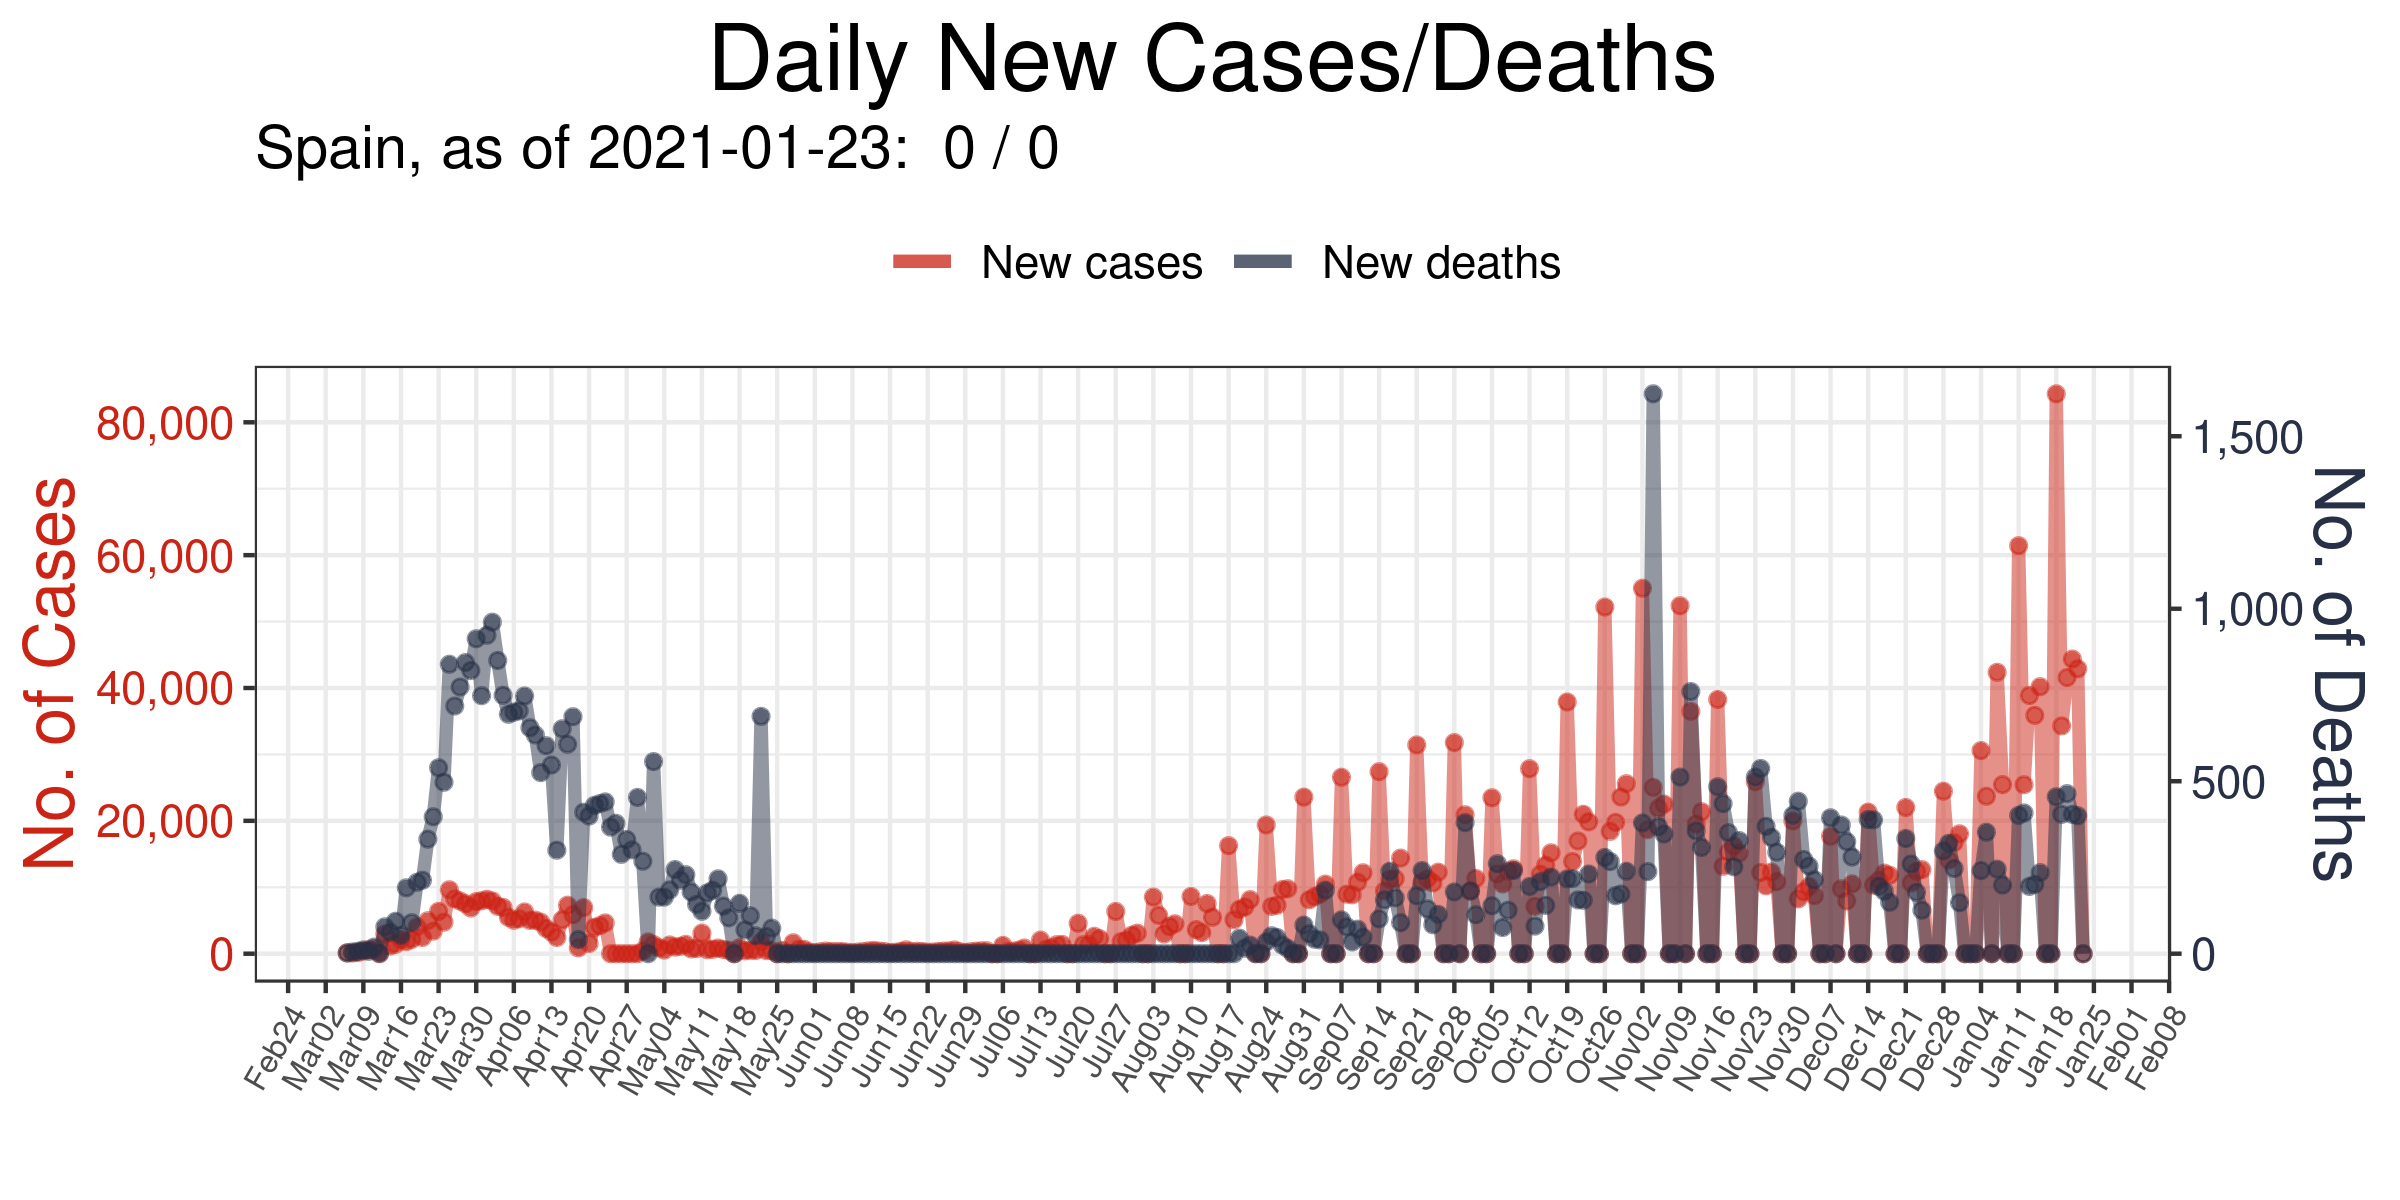 Daily New Cases/Deaths
Spain, as of 2021-01-23:  0 / 0
New cases
New deaths
No. of Cases
80,000
60,000
40,000
20,000
0
1,500
1,000
500
0
No. of Deaths
Feb24
Mar02
Mar09
Mar16
Mar23
Mar30
Apr06
Apr13
Apr20
Apr27
May04
May11
May18
May25
Jun01
Jun08
Jun15
Jun22
Jun29
Jul06
Jul13
Jul20
Jul27
Aug03
Aug10
Aug17
Aug24
Aug31
Sep07
Sep14
Sep21
Sep28
Oct05
Oct12
Oct19
Oct26
Nov02
Nov09
Nov16
Nov23
Nov30
Dec07
Dec14
Dec21
Dec28
Jan04
Jan11
Jan18
Jan25
Feb01
Feb08